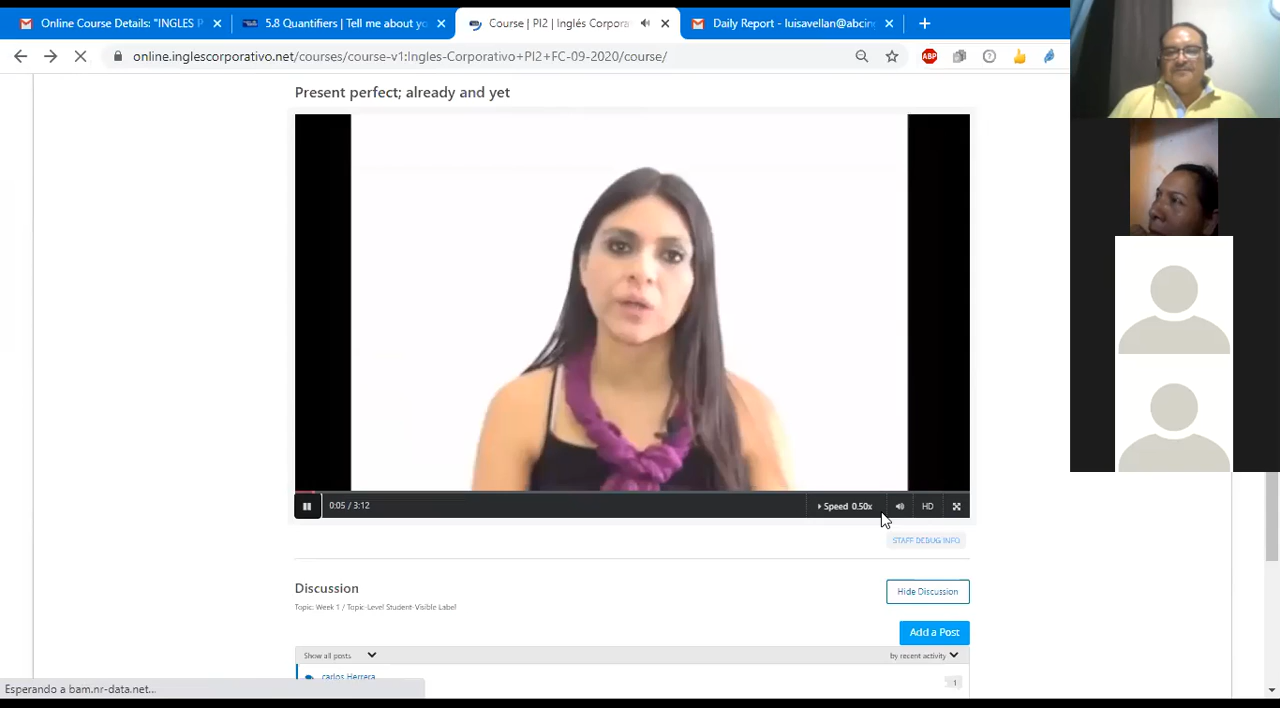 Online Course Details: "INGLES P
5.8 Quantifiers | Tell me about yo
Course | PI2 | Inglés Corpora
Daily Report - luisavellan@abcin
online.inglescorporativo.net/courses/course-v1:Ingles-Corporativo+PI2+FC-09-2020/course/
ABP
Present perfect; already and yet
0:05 / 3:12
Speed 0.50x
HD
STAFF DEBUG INFO
Discussion
Hide Discussion
Topic: Week 1 / Topic-Level Student-Visible Label
Add a Post
Show all posts
by recent activity
carlos Herrera
1
Esperando a bam.nr-data.net...